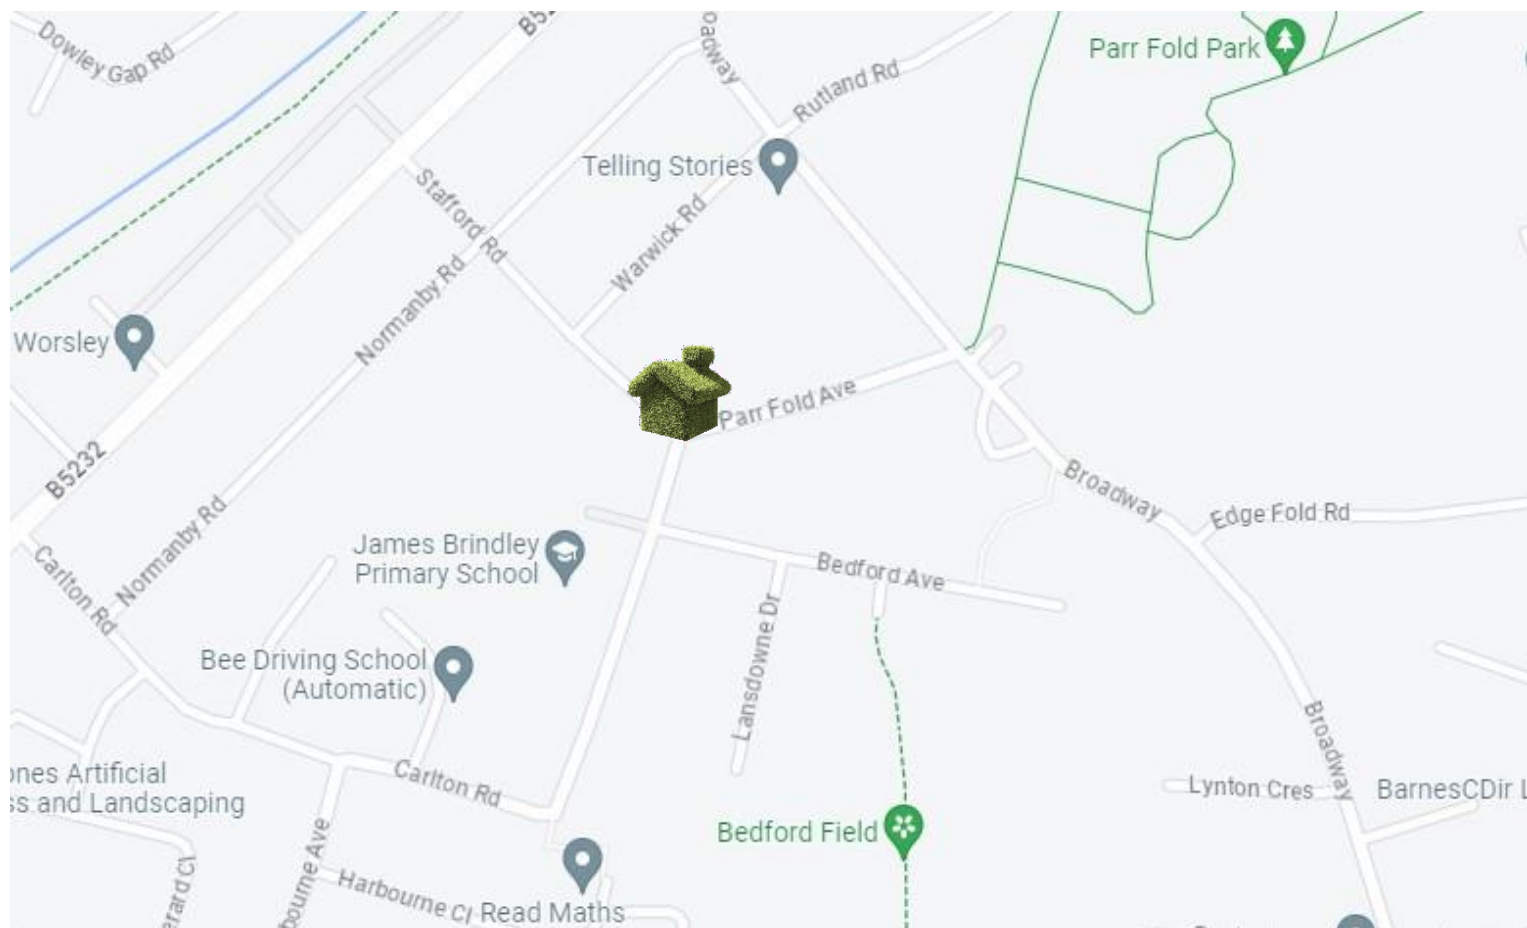 Dowley Gap Rd
Parr Fold Park
Rutland Rd
Telling Stories
Stafford Rd
Warwick Rd
Normanby Rd
Worsley
Parr Fold Ave
B5232
Broadway
Edge Fold Rd
Normanby Rd
James Brindley
Primary School
Bedford Ave
Carlton Rd
Lansdowne Dr
Bee Driving School
(Automatic)
Broadway
Carlton Rd
Artificial
and Landscaping
Lynton Cres
BarnesCDir
Bedford Field
Harbourne Cl
Read Maths